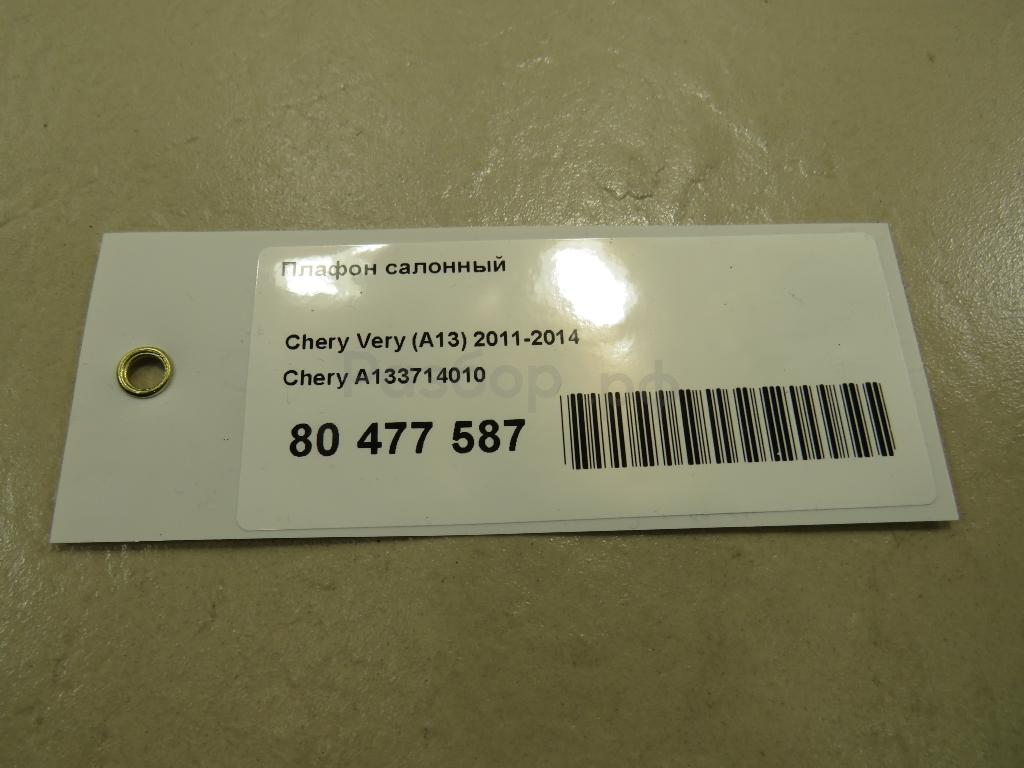 Плафон салонный
Chery Very (A13) 2011-2014
Chery A133714010
Разбор.рф
80 477 587